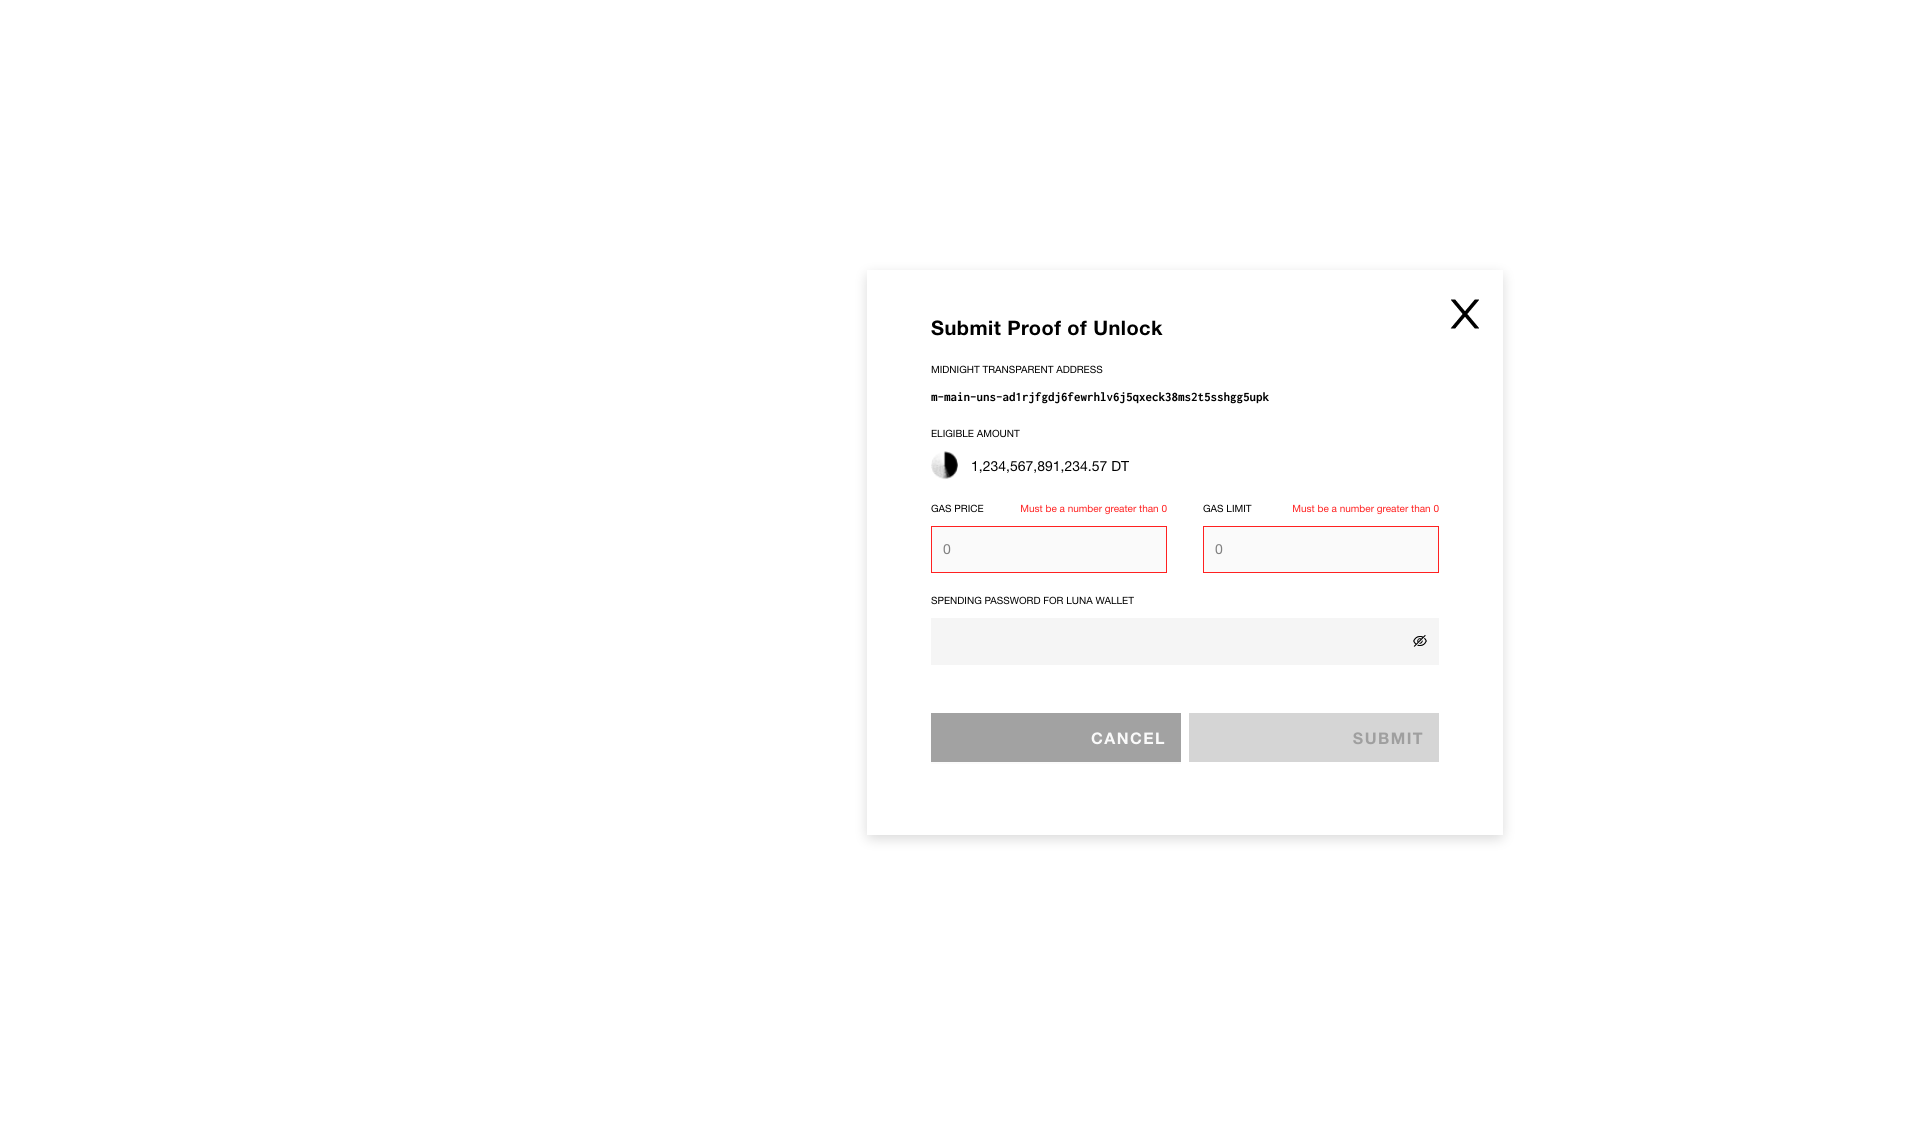 Submit Proof of Unlock
MIDNIGHT TRANSPARENT ADDRESS
m-main-uns-ad1rjfgdj6fewrhlv6j5qxeck38ms2t5sshgg5upk
ELIGIBLE AMOUNT
1,234,567,891,234.57 DT
GAS PRICE Must be a number greater than 0 GAS LIMIT Must be a number greater than 0
0 0
SPENDING PASSWORD FOR LUNA WALLET
CANCEL SUBMIT